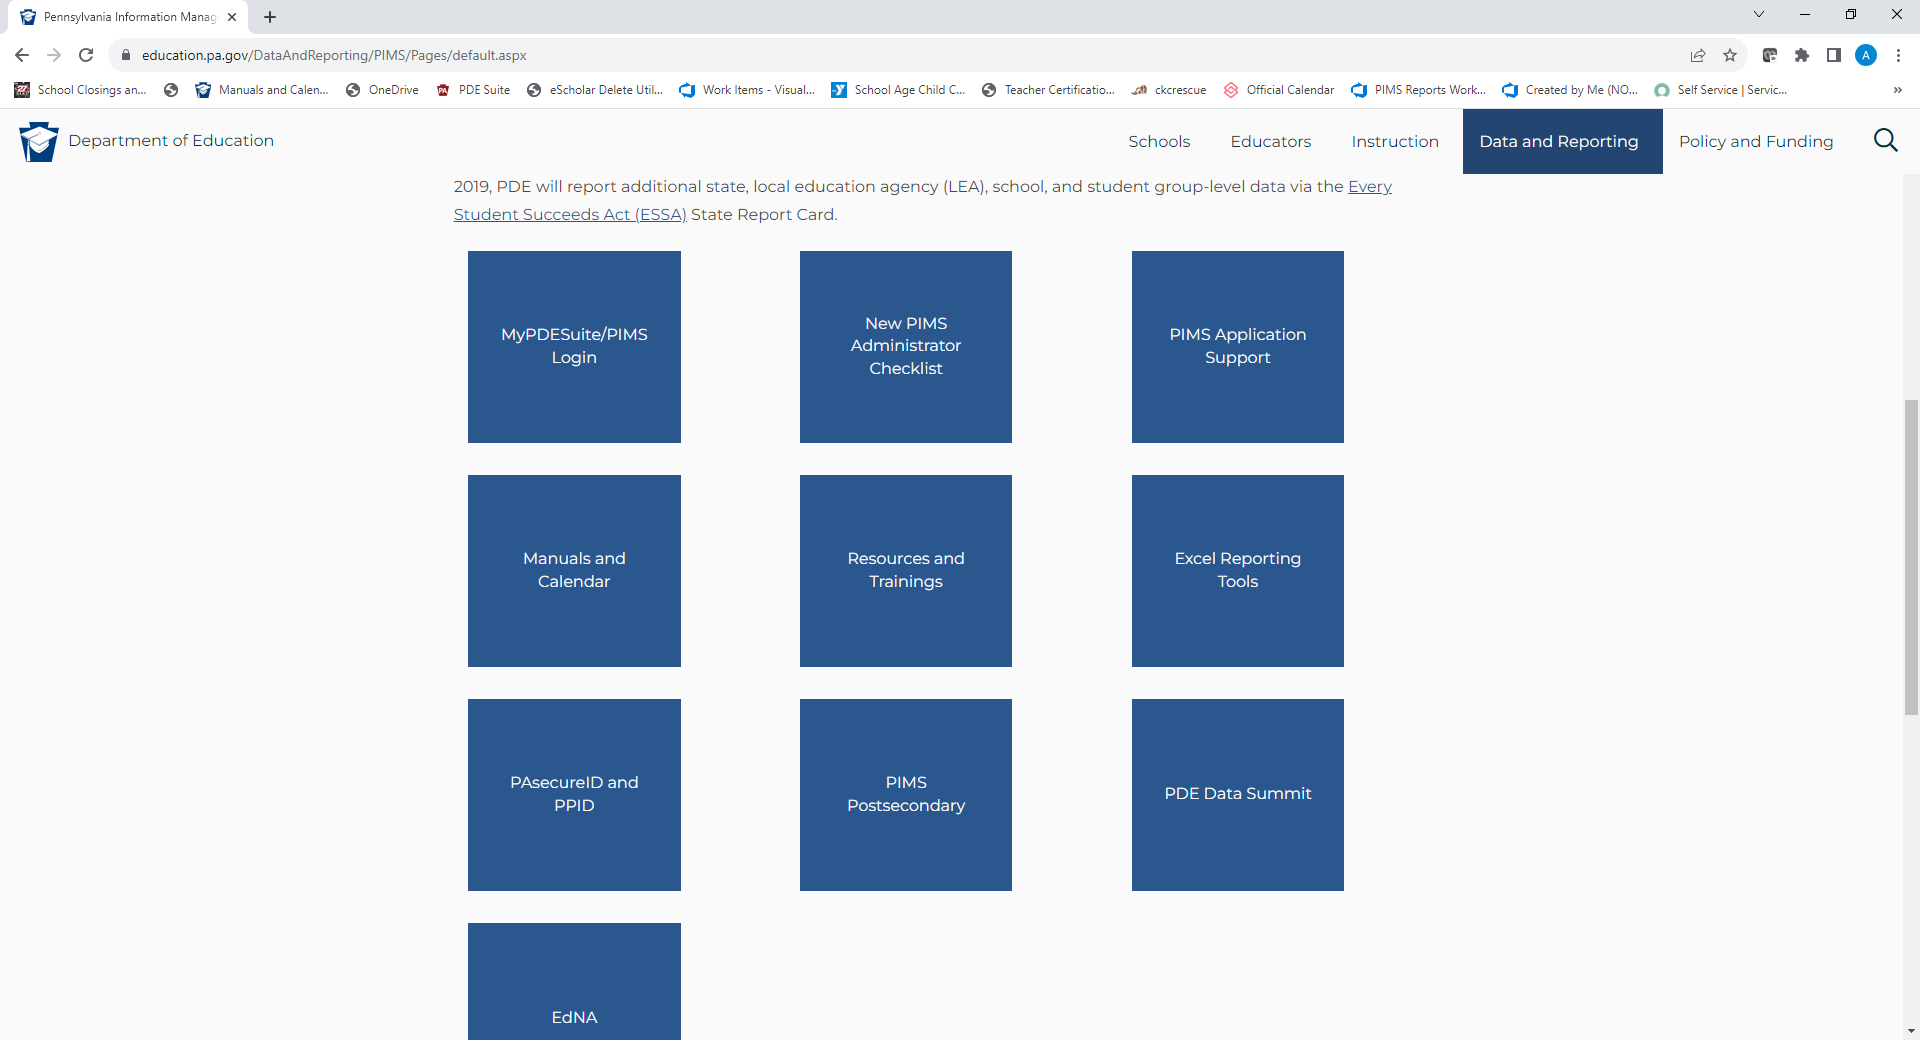 Pennsylvania Information Manag
education.pa.gov/DataAndReporting/PIMS/Pages/default.aspx
A
School Closings an...
Manuals and Calen...
OneDrive
PDE Suite
eScholar Delete Util...
Work Items - Visual...
School Age Child C...
Teacher Certificatio...
ckcrescue
Official Calendar
PIMS Reports Work...
Created by Me (NO...
Self Service | Servic...
»
Department of Education
Schools
Educators
Instruction
Data and Reporting
Policy and Funding
2019, PDE will report additional state, local education agency (LEA), school, and student group-level data via the Every
Student Succeeds Act (ESSA) State Report Card.
MyPDESuite/PIMS
Login
New PIMS
Administrator
Checklist
PIMS Application
Support
Manuals and
Calendar
Resources and
Trainings
Excel Reporting
Tools
PAsecureID and
PPID
PIMS
Postsecondary
PDE Data Summit
EdNA